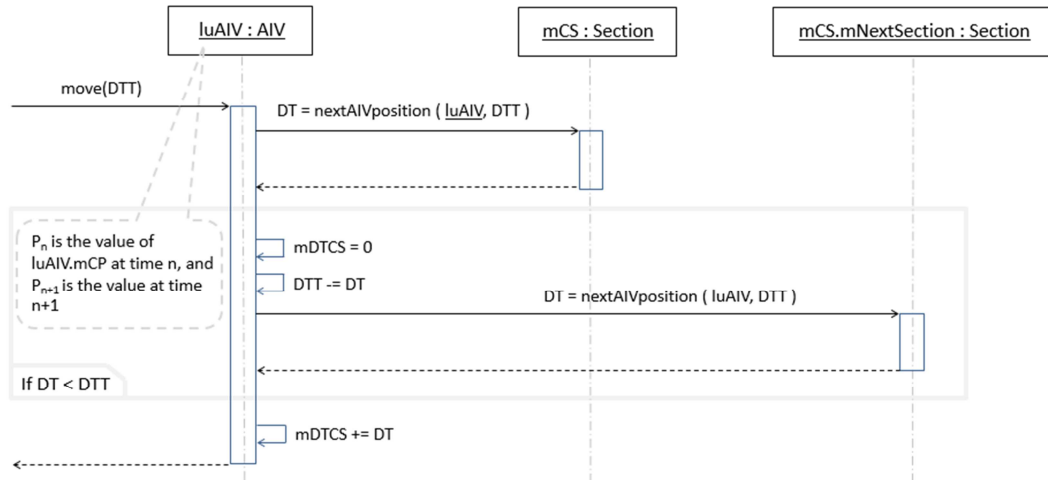 luAIV : AIV
mCS : Section
mCS.mNextSection : Section
move(DTT)
DT = nextAIVposition ( luAIV, DTT )
Pn is the value of
luAIV.mCP at time n, and
Pn+1 is the value at time
n+1
mDTCS = 0
DTT -= DT
DT = nextAIVposition ( luAIV, DTT )
If DT < DTT
mDTCS += DT